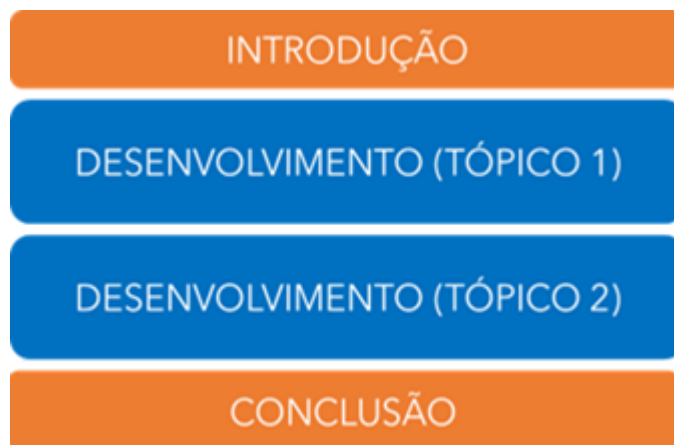 INTRODUÇÃO
DESENVOLVIMENTO (TÓPICO 1)
DESENVOLVIMENTO (TÓPICO 2)
CONCLUSÃO